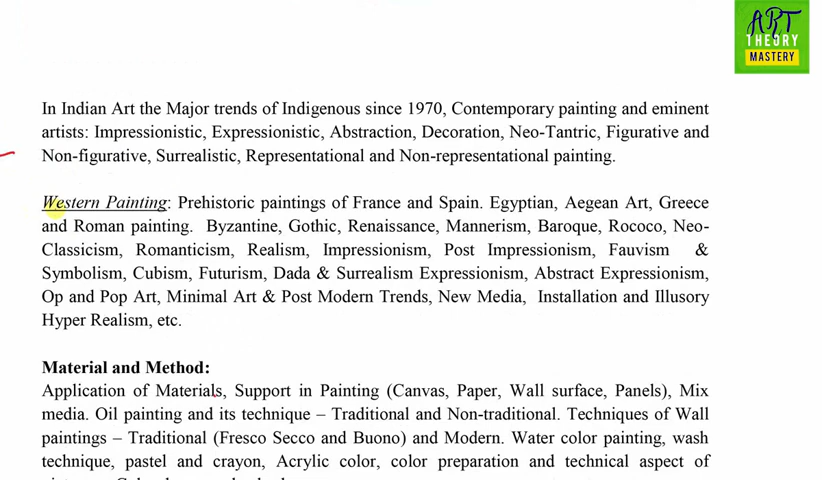 ART
THEORY
MASTERY
In Indian Art the Major trends of Indigenous since 1970, Contemporary painting and eminent
artists: Impressionistic, Expressionistic, Abstraction, Decoration, Neo-Tantric, Figurative and
Non-figurative, Surrealistic, Representational and Non-representational painting.
Western Painting: Prehistoric paintings of France and Spain. Egyptian, Aegean Art, Greece
and Roman painting. Byzantine, Gothic, Renaissance, Mannerism, Baroque, Rococo, Neo-
Classicism, Romanticism, Realism, Impressionism, Post Impressionism, Fauvism &
Symbolism, Cubism, Futurism, Dada & Surrealism Expressionism, Abstract Expressionism,
Op and Pop Art, Minimal Art & Post Modern Trends, New Media, Installation and Illusory
Hyper Realism, etc.
Material and Method:
Application of Materials, Support in Painting (Canvas, Paper, Wall surface, Panels), Mix
media. Oil painting and its technique – Traditional and Non-traditional. Techniques of Wall
paintings – Traditional (Fresco Secco and Buono) and Modern. Water color painting, wash
technique, pastel and crayon, Acrylic color, color preparation and technical aspect of